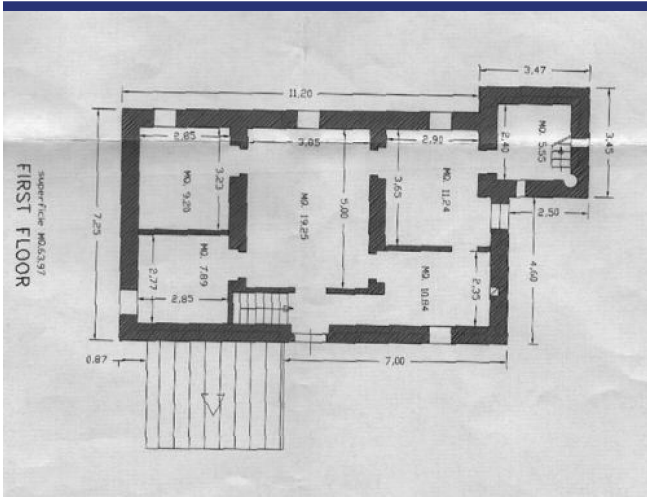 3,47
11,20
3,45
MQ. 5.55
2,40
2,85
3,85
2,90
3,23
MQ. 9.20
5,00
3,65
MQ. 11.24
MQ. 19.25
2,50
7,25
superficie MQ.63.97
FIRST FLOOR
4,60
MQ. 7.89
2,77
2,85
MQ. 10.84
2,35
0.87
7,00